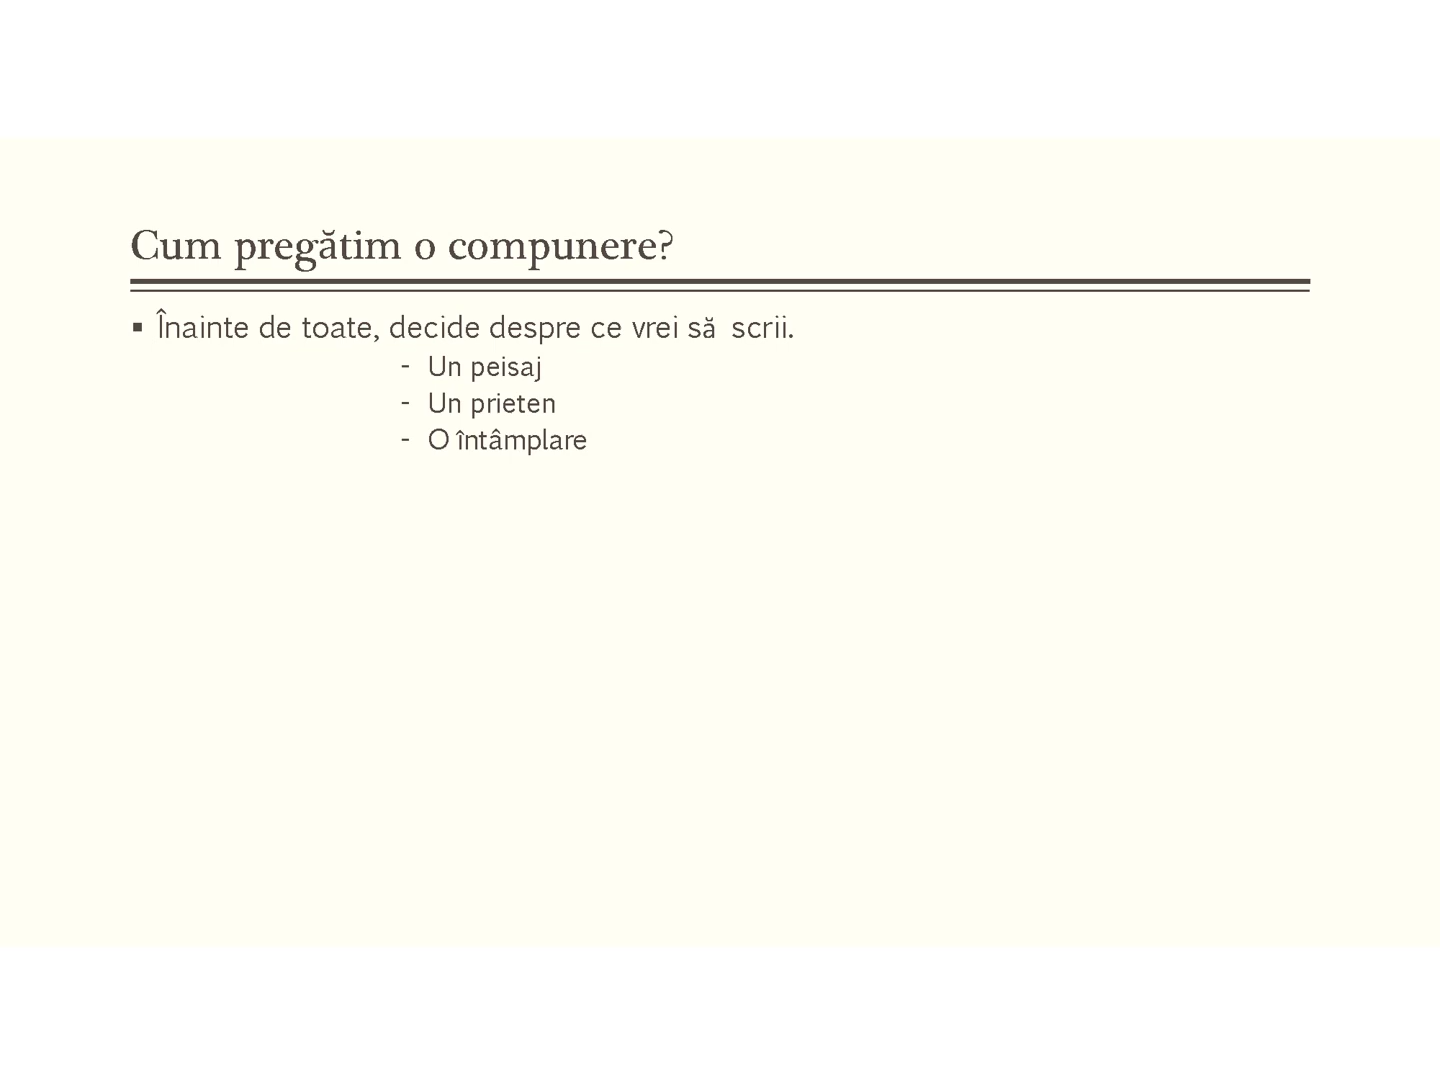 Cum pregătim o compunere?
▪ Înainte de toate, decide despre ce vrei să scrii.
- Un peisaj
- Un prieten
- O întâmplare